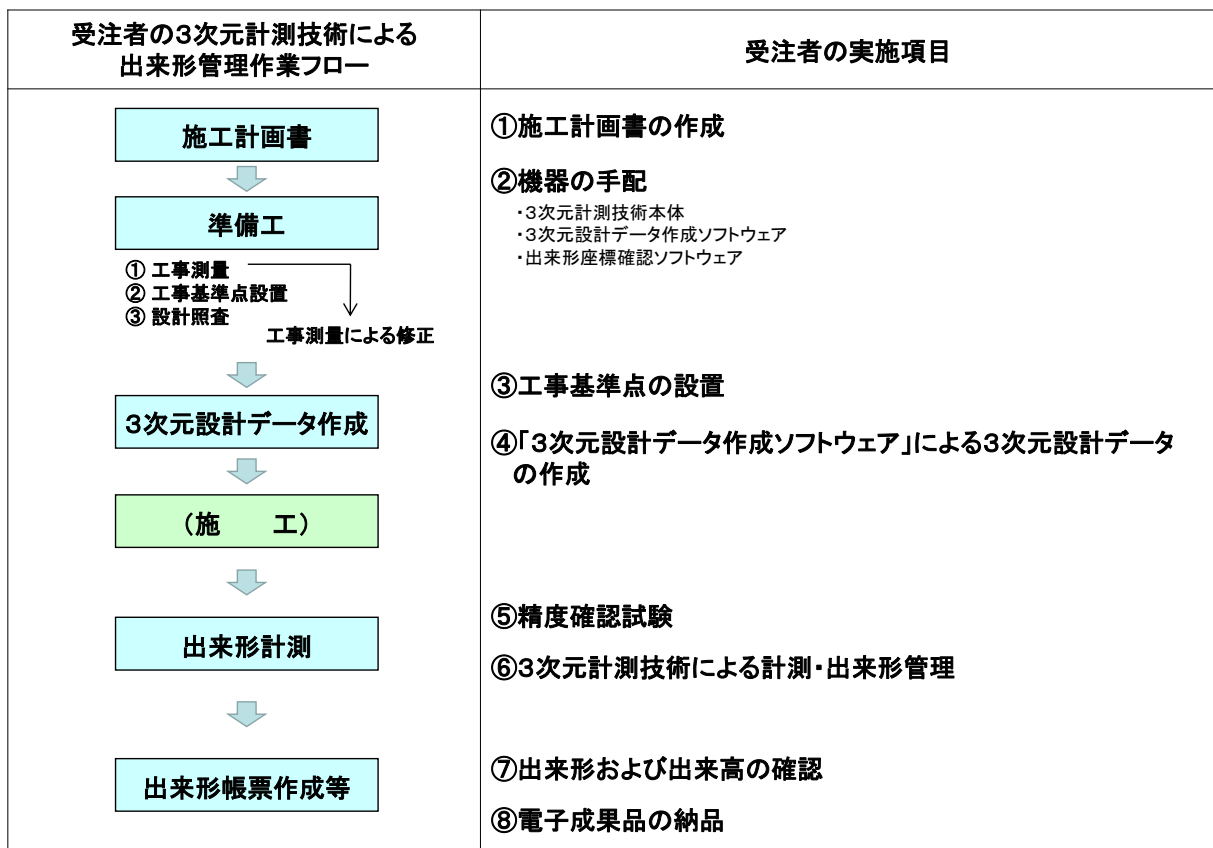 受注者の3次元計測技術による
出来形管理作業フロー
受注者の実施項目
施工計画書
準備工
① 工事測量
② 工事基準点設置
③ 設計照査
工事測量による修正
3次元設計データ作成
（施　　工）
出来形計測
出来形帳票作成等
①施工計画書の作成
②機器の手配
・3次元計測技術本体
・3次元設計データ作成ソフトウェア
・出来形座標確認ソフトウェア
③工事基準点の設置
④「3次元設計データ作成ソフトウェア」による3次元設計データ
の作成
⑤精度確認試験
⑥3次元計測技術による計測・出来形管理
⑦出来形および出来高の確認
⑧電子成果品の納品